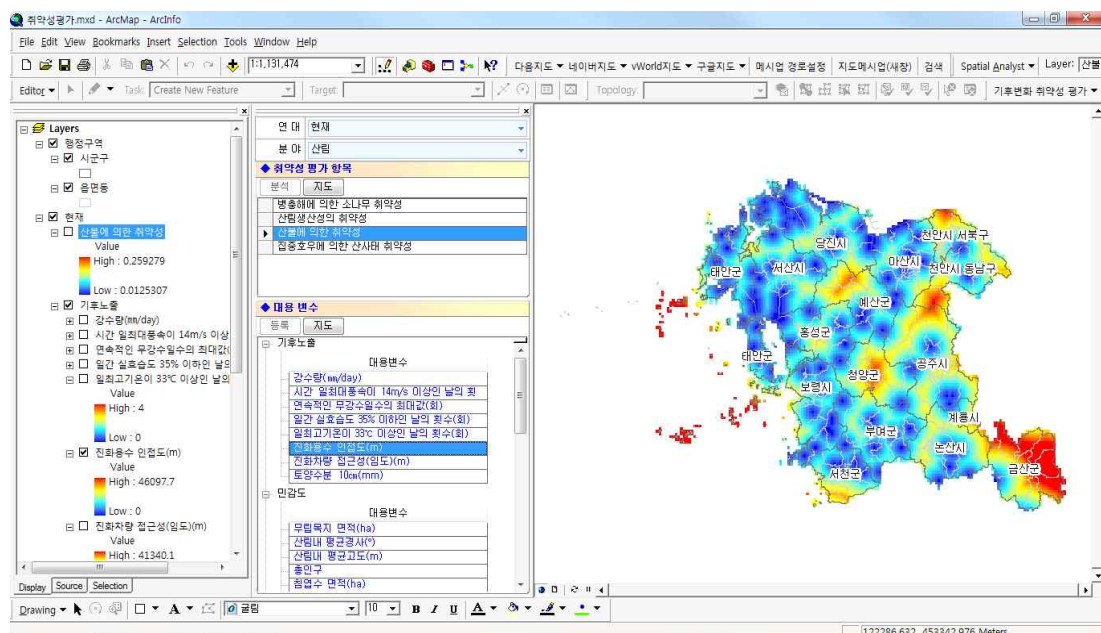 취약성평가.mxd - ArcMap - ArcInfo
File Edit View Bookmarks Insert Selection Tools Window Help
1:1,131,474
다음지도 네이버지도 vWorld지도 구글지도 메시업 경로설정 지도메시업(새창) 검색 Spatial Analyst Layer: 산불
Editor Task: Create New Feature Target: Topology: 기후변화 취약성 평가
Layers
행정구역
시군구
읍면동
현재
산불에 의한 취약성
Value
High : 0.259279
Low : 0.0125307
기후노출
강수량(mm/day)
시간 일최대풍속이 14m/s 이상
연속적인 무강수일수의 최대값(
일간 실효습도 35% 이하인 날의
일최고기온이 33℃ 이상인 날의
Value
High : 4
Low : 0
진화용수 인접도(m)
Value
High : 46097.7
Low : 0
진화차량 접근성(임도)(m)
Value
High : 41340.1
Display Source Selection
연 대 현재
분 야 산림
◆ 취약성 평가 항목
분석 지도
병충해에 의한 소나무 취약성
산림생산성의 취약성
산불에 의한 취약성
집중호우에 의한 산사태 취약성
◆ 대용 변수
등록 지도
기후노출
대용변수
강수량(mm/day)
시간 일최대풍속이 14m/s 이상인 날의 횟
연속적인 무강수일수의 최대값(회)
일간 실효습도 35% 이하인 날의 횟수(회)
일최고기온이 33℃ 이상인 날의 횟수(회)
진화용수 인접도(m)
진화차량 접근성(임도)(m)
토양수분 10cm(mm)
민감도
대용변수
무립목지 면적(ha)
산림내 평균경사(º)
산림내 평균고도(m)
총인구
침엽수 면적(ha)
당진시
천안시 서북구
아산시
천안시 동남구
태안군
서산시
예산군
홍성군
태안군
공주시
청양군
보령시
계룡시
부여군
논산시
금산군
서천군
Drawing 굴림 10 B I U A
122286.632 453342.976 Meters